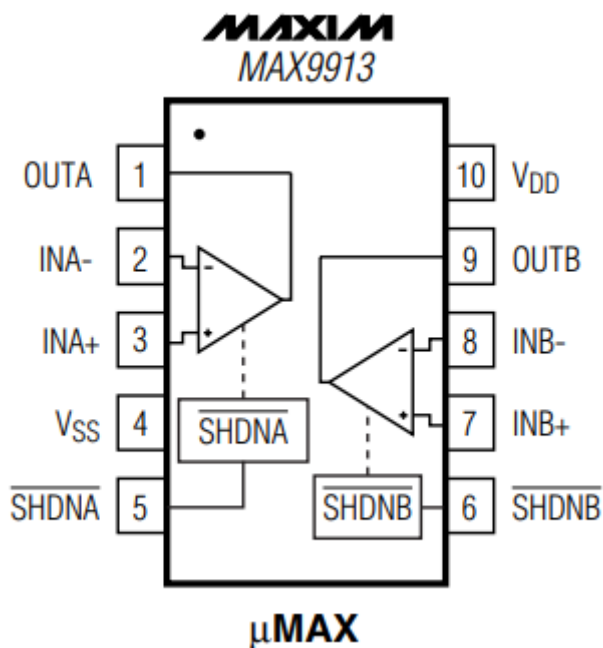 MAXIM
MAX9913
OUTA 1 10 VDD
INA- 2 - 9 OUTB
INA+ 3 + - 8 INB-
VSS 4 SHDNA + 7 INB+
SHDNA 5 SHDNB 6 SHDNB
µMAX